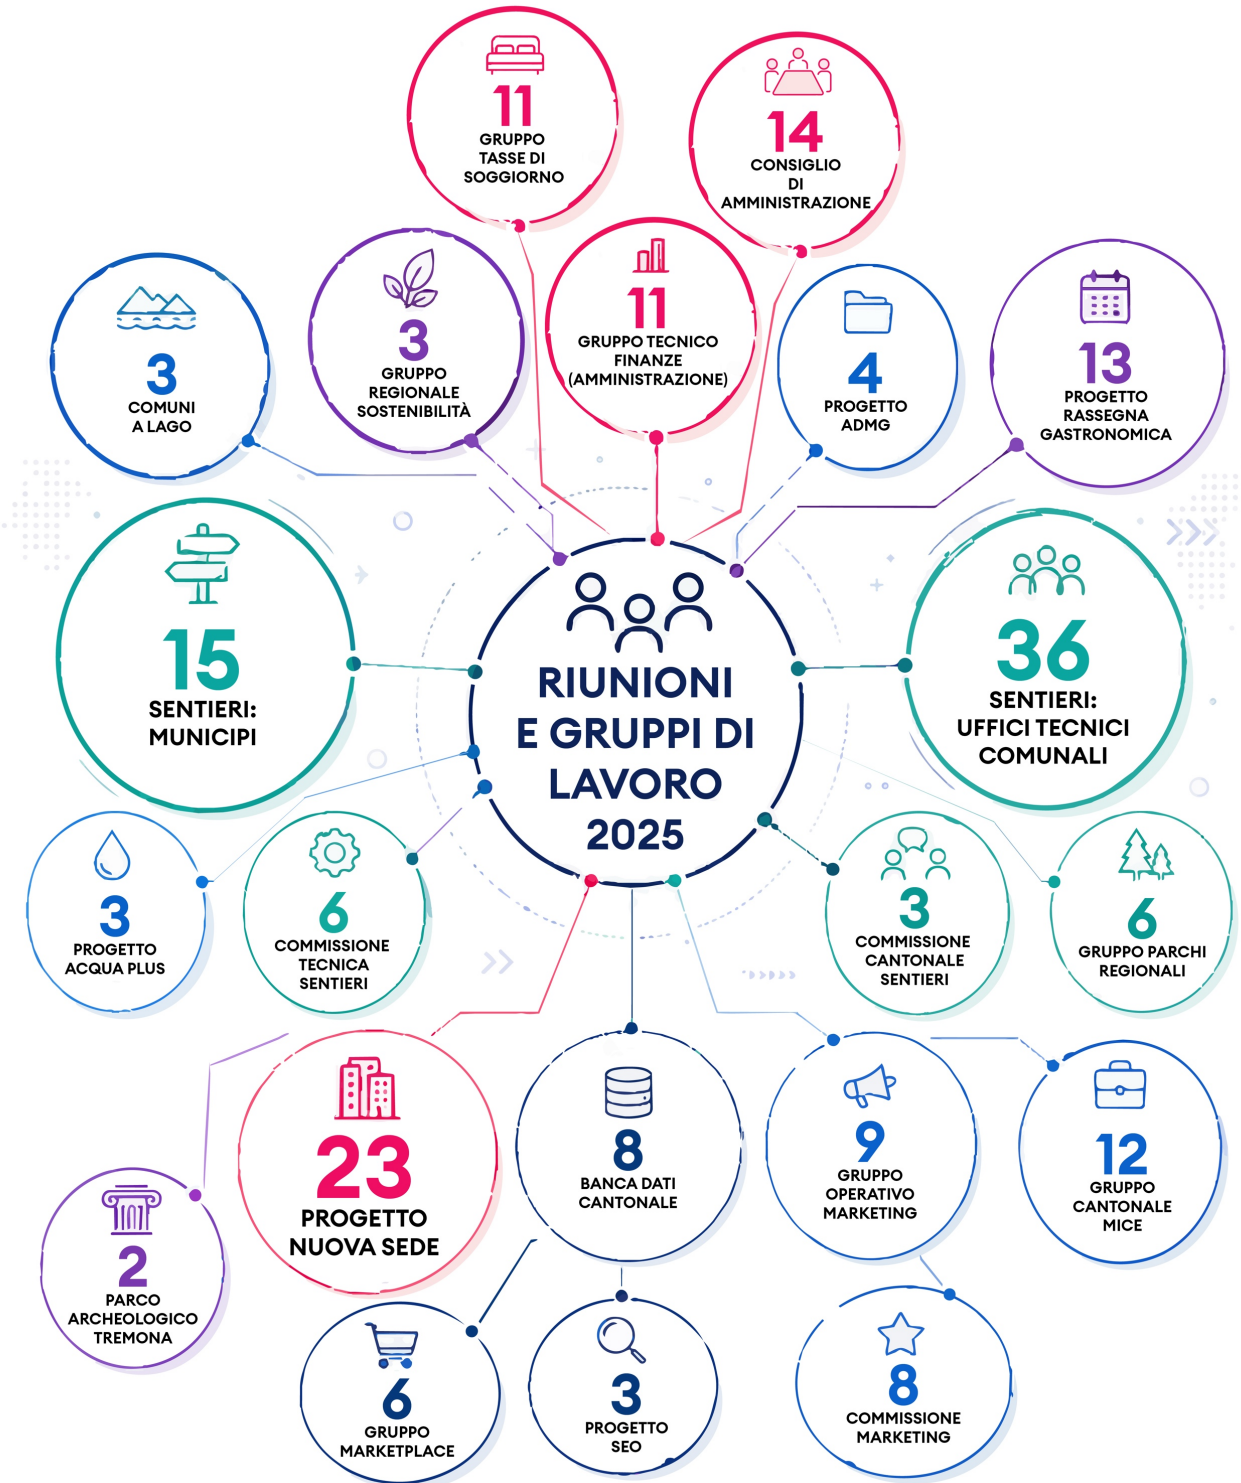 11
GRUPPO
TASSE DI
SOGGIORNO
14
CONSIGLIO
DI
AMMINISTRAZIONE
3
COMUNI
A LAGO
3
GRUPPO
REGIONALE
SOSTENIBILITÀ
11
GRUPPO TECNICO
FINANZE
(AMMINISTRAZIONE)
4
PROGETTO
ADMG
13
PROGETTO
RASSEGNA
GASTRONOMICA
15
SENTIERI:
MUNICIPI
RIUNIONI
E GRUPPI DI
LAVORO
2025
36
SENTIERI:
UFFICI TECNICI
COMUNALI
3
PROGETTO
ACQUA PLUS
6
COMMISSIONE
TECNICA
SENTIERI
3
COMMISSIONE
CANTONALE
SENTIERI
6
GRUPPO PARCHI
REGIONALI
2
PARCO
ARCHEOLOGICO
TREMONA
23
PROGETTO
NUOVA SEDE
8
BANCA DATI
CANTONALE
9
GRUPPO
OPERATIVO
MARKETING
12
GRUPPO
CANTONALE
MICE
6
GRUPPO
MARKETPLACE
3
PROGETTO
SEO
8
COMMISSIONE
MARKETING